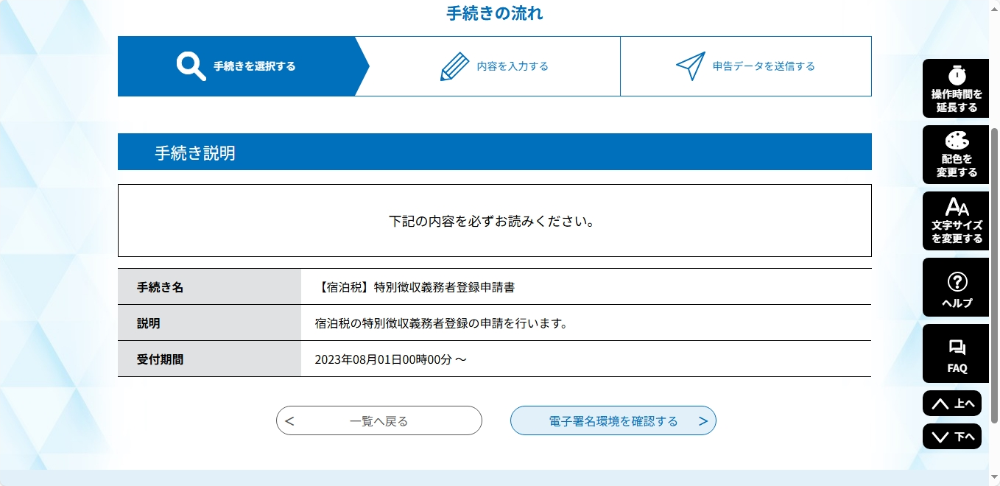 手続きの流れ
手続きを選択する
内容を入力する
申告データを送信する
手続き説明
下記の内容を必ずお読みください。
手続き名 【宿泊税】特別徴収義務者登録申請書
説明 宿泊税の特別徴収義務者登録の申請を行います。
受付期間 2023年08月01日00時00分 ～
< 一覧へ戻る
電子署名環境を確認する >
操作時間を
延長する
配色を
変更する
AA
文字サイズ
を変更する
?
ヘルプ
FAQ
上へ
下へ